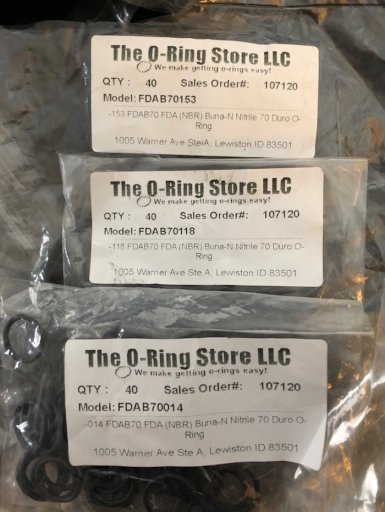 The O-Ring Store LLC
We make getting o-rings easy!
QTY : 40 Sales Order#: 107120
Model: FDAB70153
-153 FDAB70 FDA (NBR) Buna-N Nitrile 70 Duro O-
Ring
1005 Warner Ave Ste A, Lewiston ID 83501
The O-Ring Store LLC
We make getting o-rings easy!
QTY : 40 Sales Order#: 107120
Model: FDAB70118
-118 FDAB70 FDA (NBR) Buna-N Nitrile 70 Duro O-
Ring
1005 Warner Ave Ste A, Lewiston ID 83501
The O-Ring Store LLC
We make getting o-rings easy!
QTY : 40 Sales Order#: 107120
Model: FDAB70014
-014 FDAB70 FDA (NBR) Buna-N Nitrile 70 Duro O-
Ring
1005 Warner Ave Ste A, Lewiston ID 83501